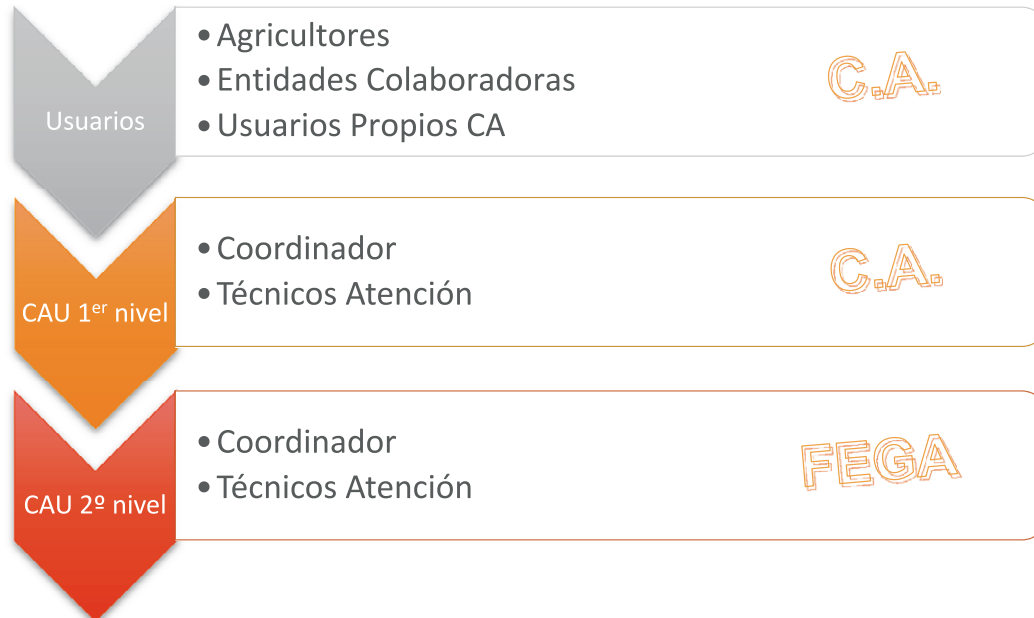 Usuarios
• Agricultores
• Entidades Colaboradoras
• Usuarios Propios CA
C.A.
CAU 1er nivel
• Coordinador
• Técnicos Atención
C.A.
CAU 2º nivel
• Coordinador
• Técnicos Atención
FEGA